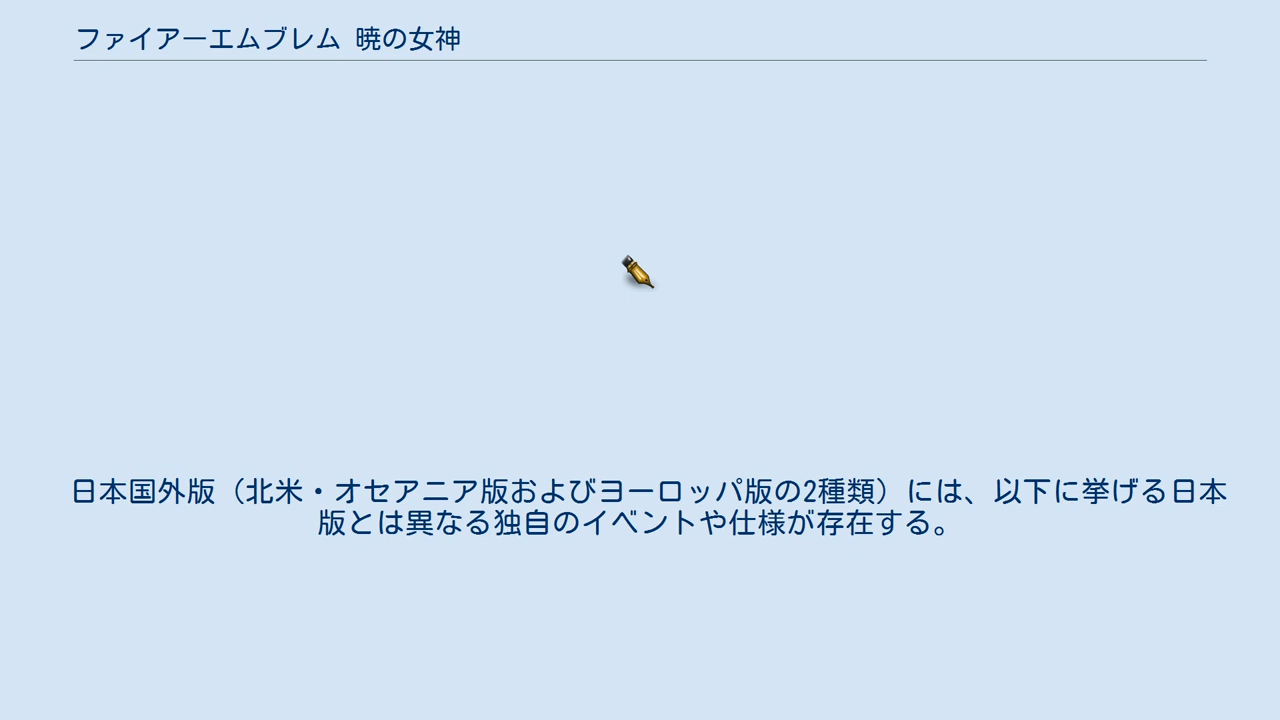 ファイアーエムブレム 暁の女神
日本国外版（北米・オセアニア版およびヨーロッパ版の2種類）には、以下に挙げる日本
版とは異なる独自のイベントや仕様が存在する。